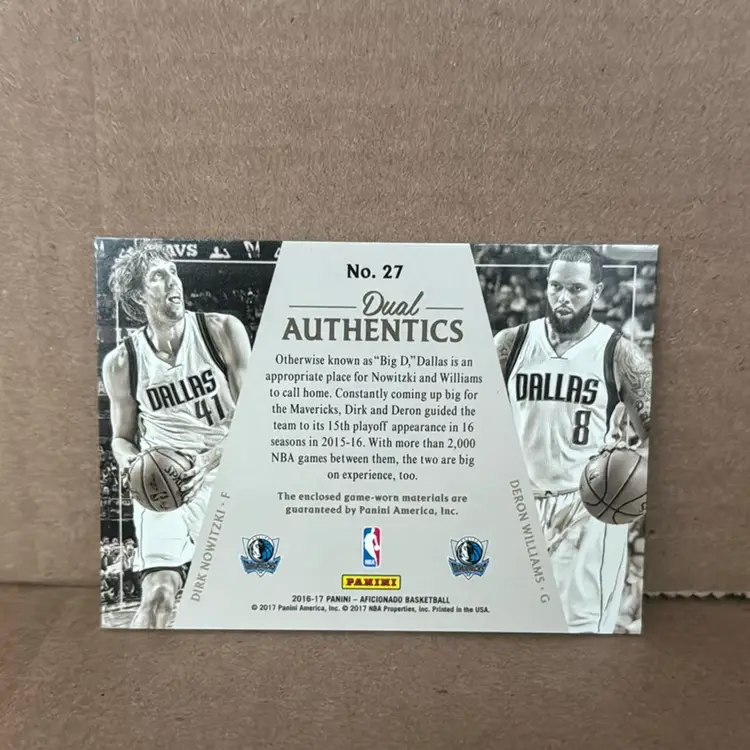 AVS
No. 27
Dual
AUTHENTICS
Otherwise known as "Big D," Dallas is an
appropriate place for Nowitzki and Williams
to call home. Constantly coming up big for
the Mavericks, Dirk and Deron guided the
team to its 15th playoff appearance in 16
seasons in 2015-16. With more than 2,000
NBA games between them, the two are big
on experience, too.
The enclosed game-worn materials are
guaranteed by Panini America, Inc.
DALLAS
41
SPALDING
DIRK NOWITZKI • F
DALLAS
8
DERON WILLIAMS • G
MAVERICKS
NBA
MAVERICKS
PANINI
2016-17 PANINI – AFICIONADO BASKETBALL
© 2017 Panini America, Inc. © 2017 NBA Properties, Inc. Printed in the USA.